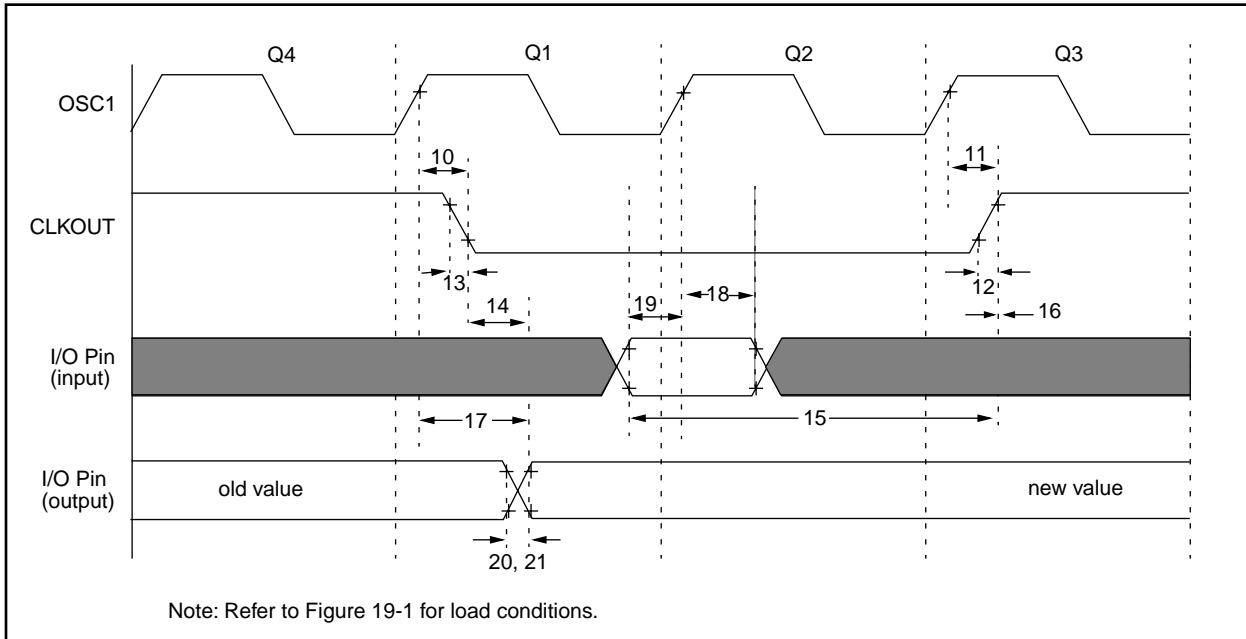 Q4 Q1 Q2 Q3
OSC1
10 11
CLKOUT
13 12
19 18
14 16
I/O Pin
(input)
17 15
I/O Pin
(output)
old value new value
20, 21
Note: Refer to Figure 19-1 for load conditions.